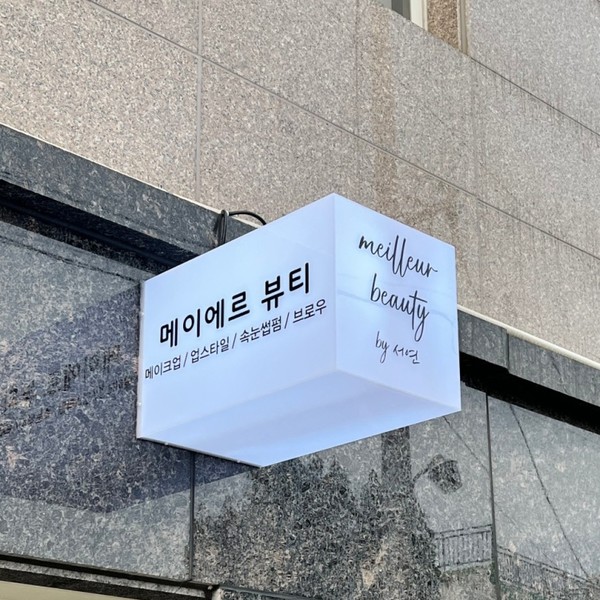 메이에르 뷰티
메이크업 / 업스타일 / 속눈썹펌 / 브로우
meilleur
beauty
by 서연